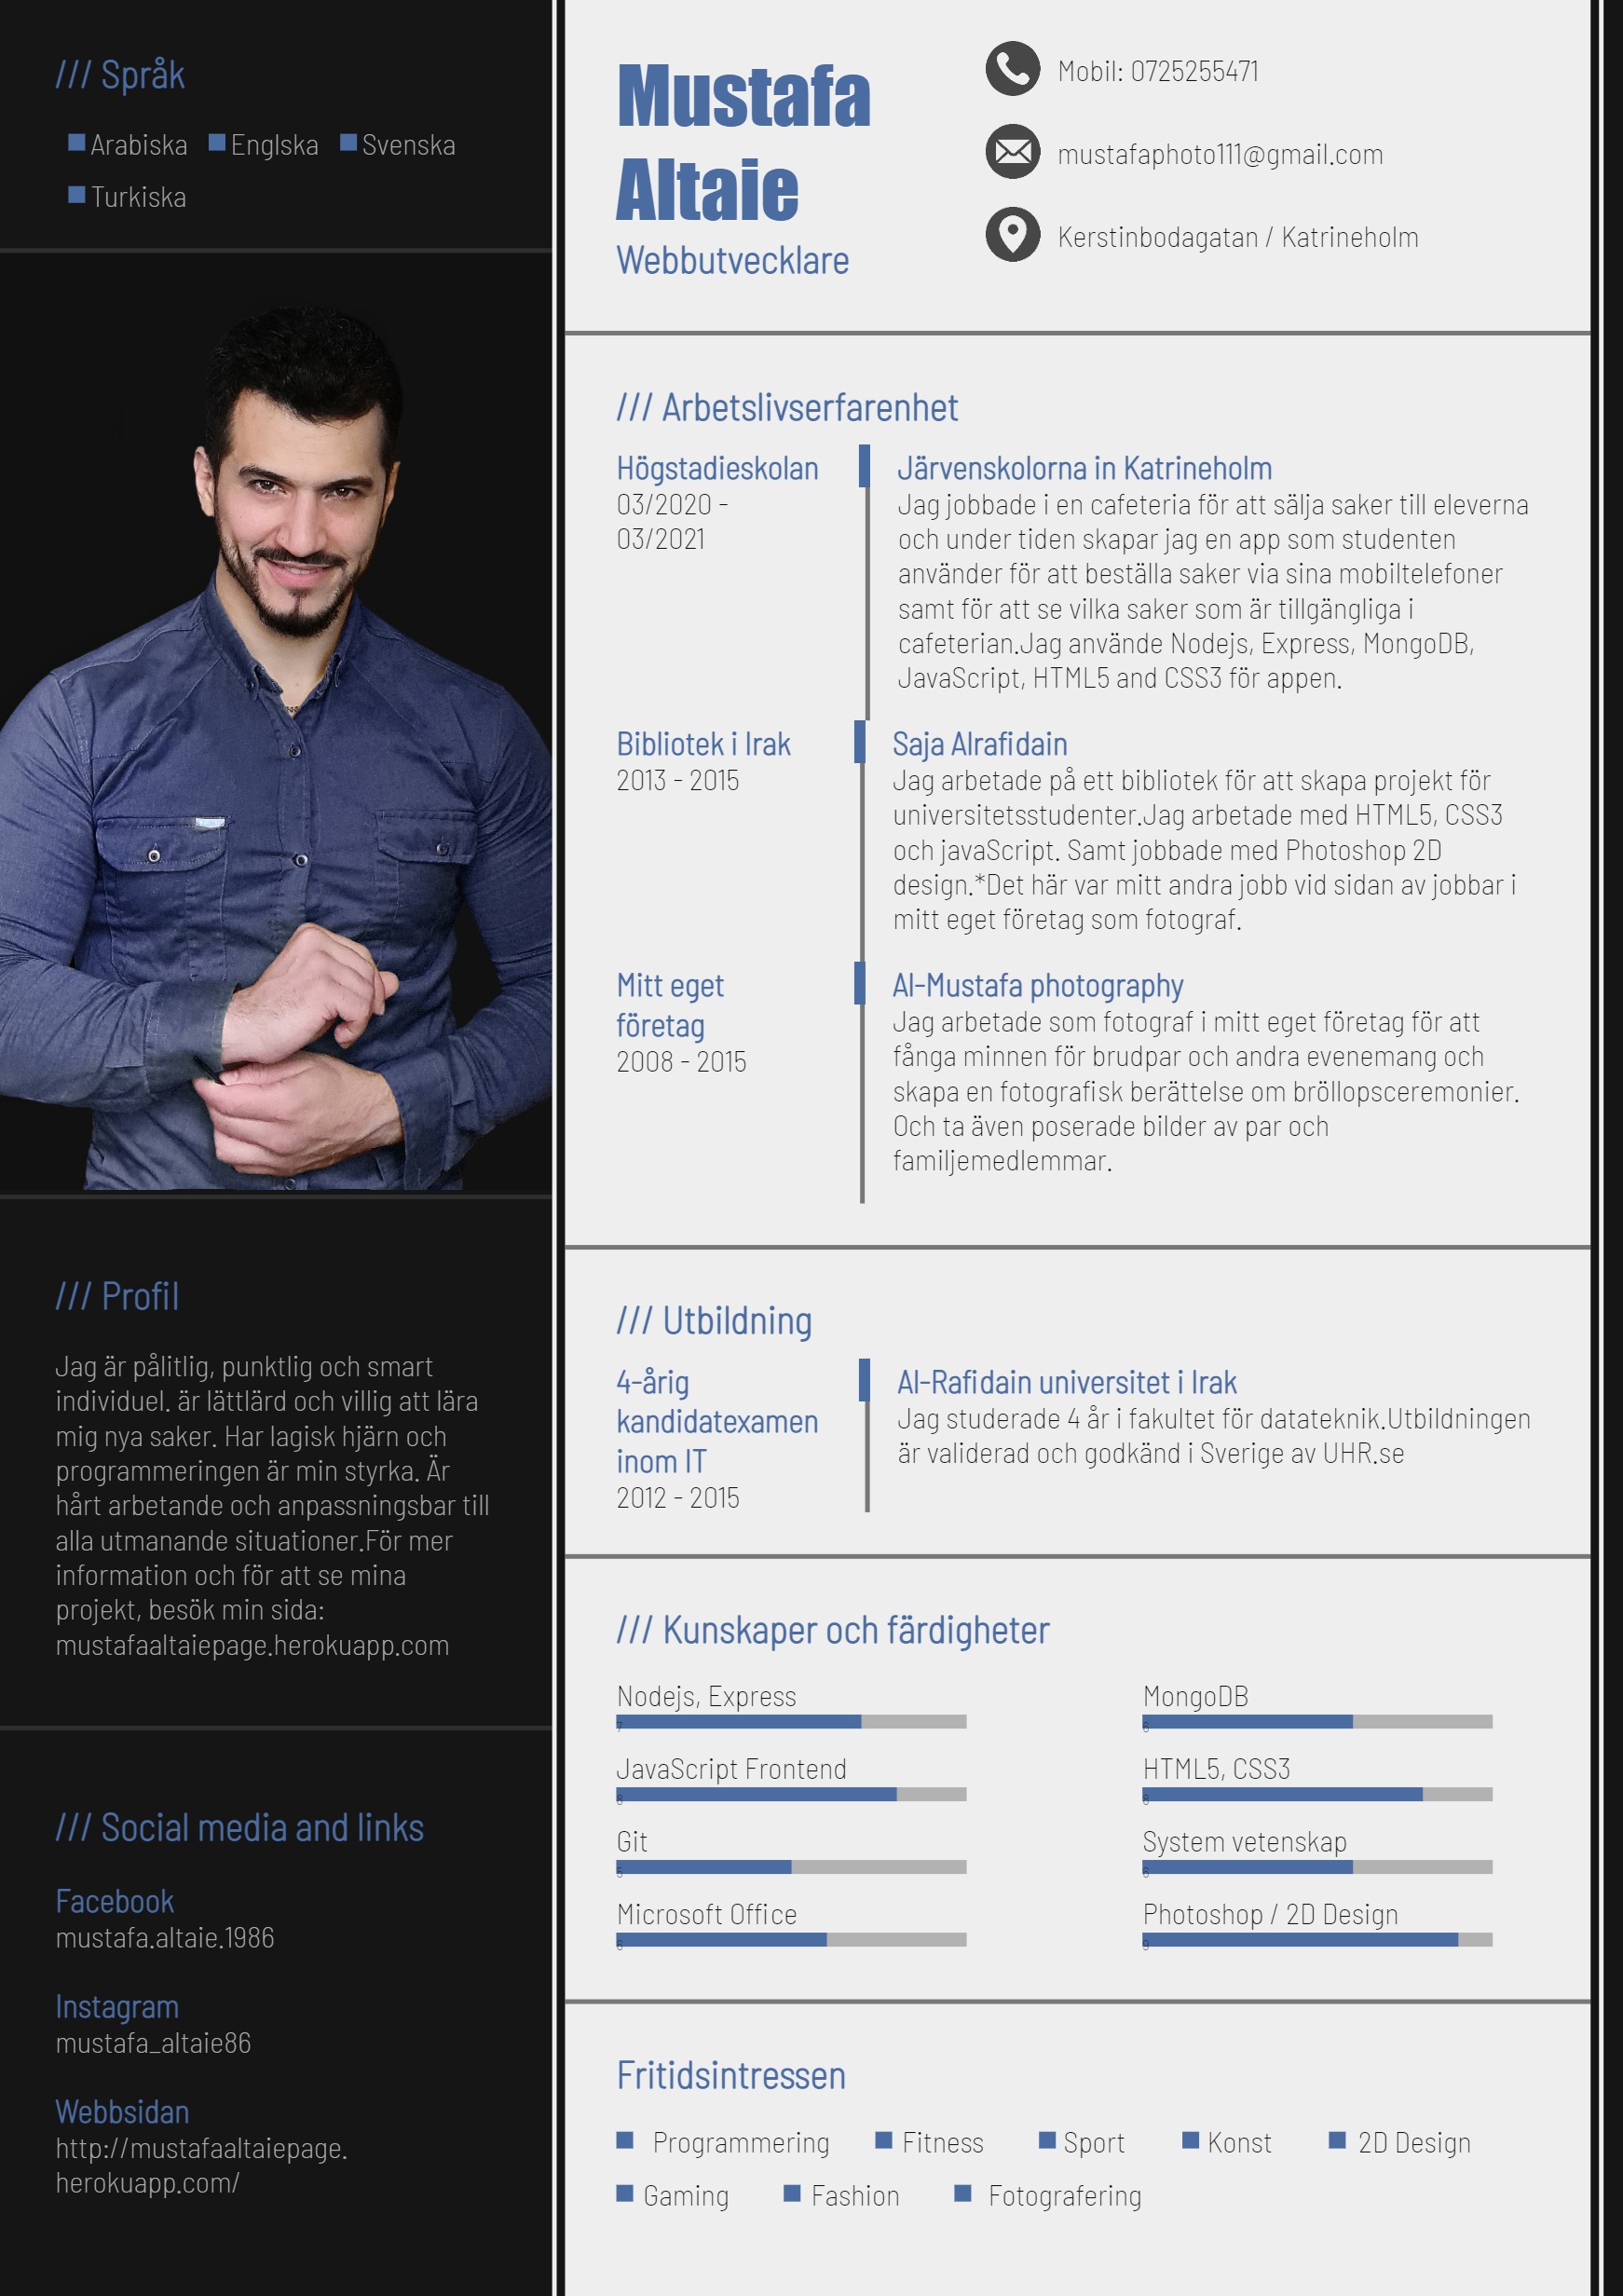 /// Språk
Arabiska Englska Svenska
Turkiska
/// Profil
Jag är pålitlig, punktlig och smart
individuel. är lättlärd och villig att lära
mig nya saker. Har lagisk hjärn och
programmeringen är min styrka. Är
hårt arbetande och anpassningsbar till
alla utmanande situationer.För mer
information och för att se mina
projekt, besök min sida:
mustafaaltaiepage.herokuapp.com
/// Social media and links
Facebook
mustafa.altaie.1986
Instagram
mustafa_altaie86
Webbsidan
http://mustafaaltaiepage.
herokuapp.com/
Mustafa
Altaie
Webbutvecklare
Mobil: 0725255471
mustafaphoto111@gmail.com
Kerstinbodagatan / Katrineholm
/// Arbetslivserfarenhet
Högstadieskolan
03/2020 -
03/2021
Järvenskolorna in Katrineholm
Jag jobbade i en cafeteria för att sälja saker till eleverna
och under tiden skapar jag en app som studenten
använder för att beställa saker via sina mobiltelefoner
samt för att se vilka saker som är tillgängliga i
cafeterian.Jag använde Nodejs, Express, MongoDB,
JavaScript, HTML5 and CSS3 för appen.
Bibliotek i Irak
2013 - 2015
Saja Alrafidain
Jag arbetade på ett bibliotek för att skapa projekt för
universitetsstudenter.Jag arbetade med HTML5, CSS3
och javaScript. Samt jobbade med Photoshop 2D
design.*Det här var mitt andra jobb vid sidan av jobbar i
mitt eget företag som fotograf.
Mitt eget
företag
2008 - 2015
Al-Mustafa photography
Jag arbetade som fotograf i mitt eget företag för att
fånga minnen för brudpar och andra evenemang och
skapa en fotografisk berättelse om bröllopsceremonier.
Och ta även poserade bilder av par och
familjemedlemmar.
/// Utbildning
4-årig
kandidatexamen
inom IT
2012 - 2015
Al-Rafidain universitet i Irak
Jag studerade 4 år i fakultet för datateknik.Utbildningen
är validerad och godkänd i Sverige av UHR.se
/// Kunskaper och färdigheter
Nodejs, Express MongoDB
7 6
JavaScript Frontend HTML5, CSS3
8 8
Git System vetenskap
5 6
Microsoft Office Photoshop / 2D Design
6 9
Fritidsintressen
Programmering Fitness Sport Konst 2D Design
Gaming Fashion Fotografering